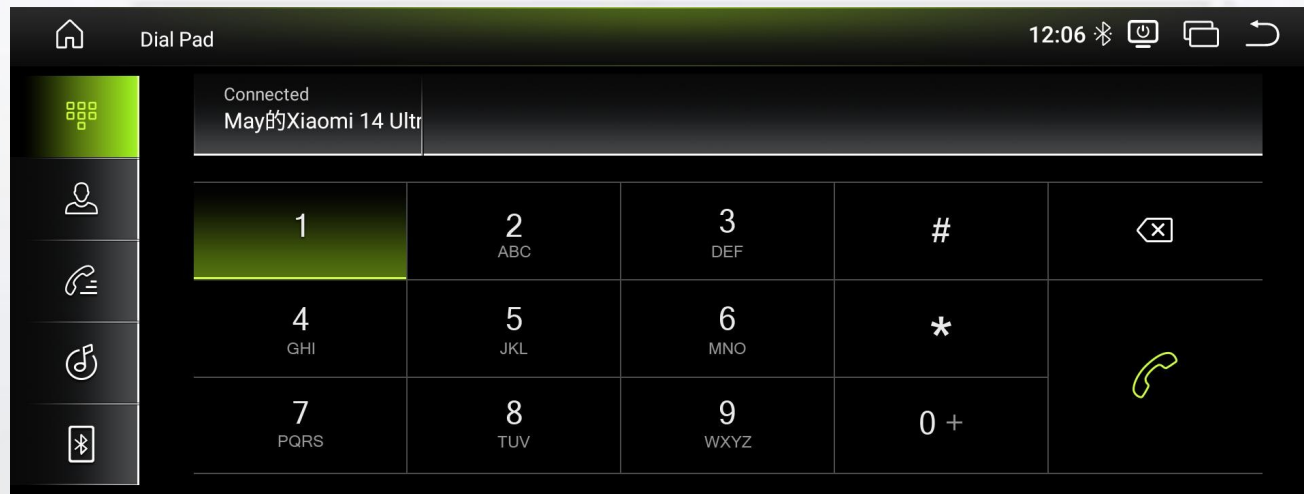 Dial Pad
12:06
Connected
May的Xiaomi 14 Ultr
1
2
3
#
ABC
DEF
4
5
6
*
GHI
JKL
MNO
7
8
9
0 +
PQRS
TUV
WXYZ